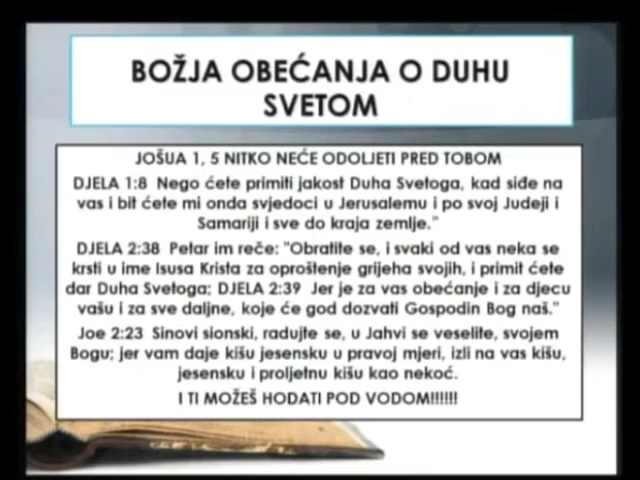 BOŽJA OBEĆANJA O DUHU
SVETOM
JOŠUA 1, 5 NITKO NEĆE ODOLJETI PRED TOBOM
DJELA 1:8 Nego ćete primiti jakost Duha Svetoga, kad siđe na
vas i bit ćete mi onda svjedoci u Jerusalemu i po svoj Judeji i
Samariji i sve do kraja zemlje."
DJELA 2:38 Petar im reče: "Obratite se, i svaki od vas neka se
krsti u ime Isusa Krista za oproštenje grijeha svojih, i primit ćete
dar Duha Svetoga; DJELA 2:39 Jer je za vas obećanje i za djecu
vašu i za sve daljne, koje će god dozvati Gospodin Bog naš."
Joe 2:23 Sinovi sionski, radujte se, u Jahvi se veselite, svojem
Bogu; jer vam daje kišu jesensku u pravoj mjeri, izli na vas kišu,
jesensku i proljetnu kišu kao nekoć.
I TI MOŽEŠ HODATI POD VODOM!!!!!!